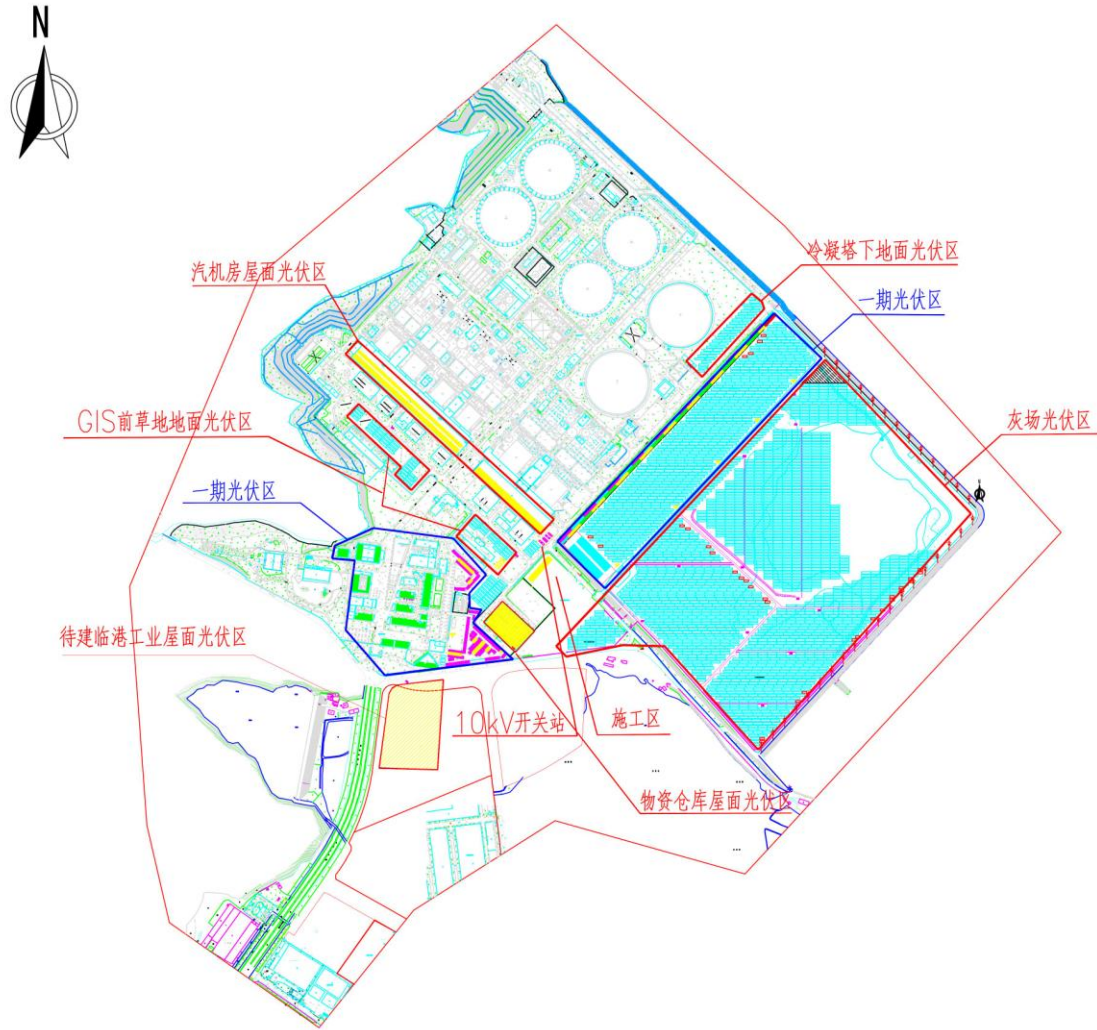 N
冷凝塔下地面光伏区
汽机房屋面光伏区
一期光伏区
GIS前草地地面光伏区
灰场光伏区
一期光伏区
待建临港工业屋面光伏区
10kV开关站
施工区
物资仓库屋面光伏区